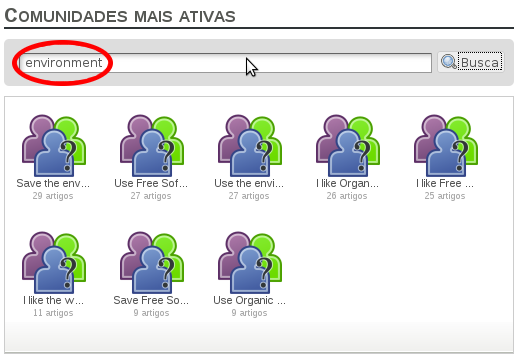 Comunidades mais ativas
environment
Busca
Save the env...
Use Free Sof...
Use the envi...
I like Organ...
I like Free ...
29 artigos
27 artigos
27 artigos
26 artigos
25 artigos
I like the w...
Save Free So...
Use Organic ...
11 artigos
9 artigos
9 artigos